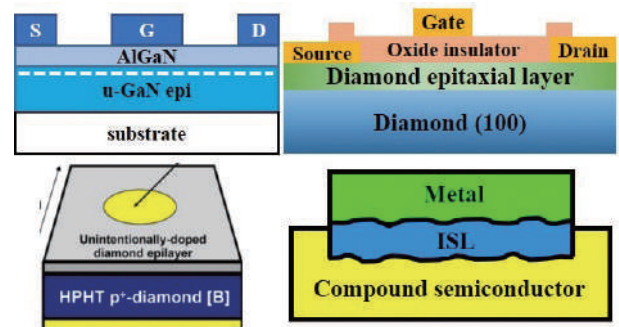 S G D
AlGaN
u-GaN epi
substrate
Gate
Source Oxide insulator Drain
Diamond epitaxial layer
Diamond (100)
Unintentionally-doped
diamond epilayer
HPHT p⁺-diamond [B]
Metal
ISL
Compound semiconductor